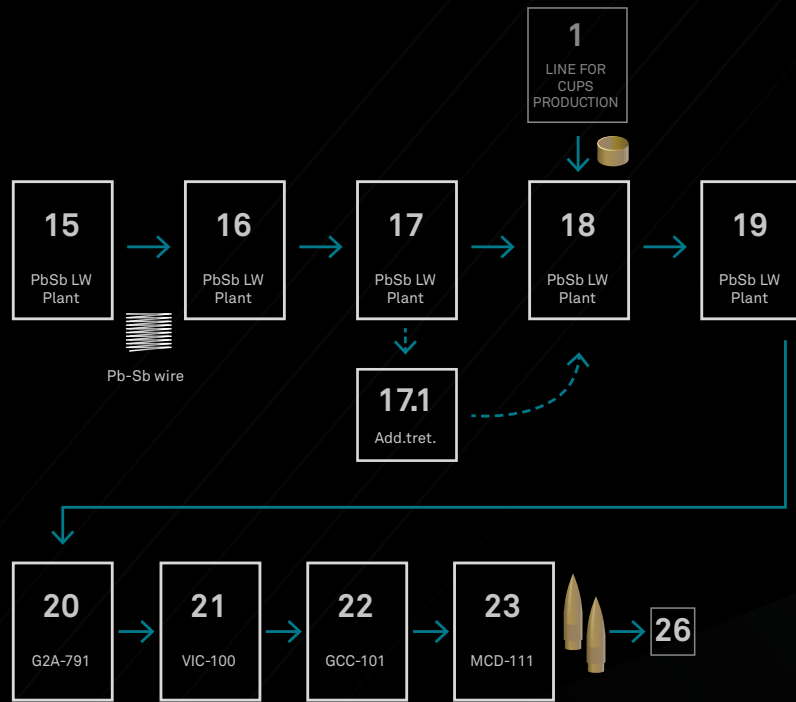 1
LINE FOR
CUPS
PRODUCTION
15
PbSb LW
Plant
16
PbSb LW
Plant
17
PbSb LW
Plant
18
PbSb LW
Plant
19
PbSb LW
Plant
Pb-Sb wire
17.1
Add.tret.
20
G2A-791
21
VIC-100
22
GCC-101
23
MCD-111
26